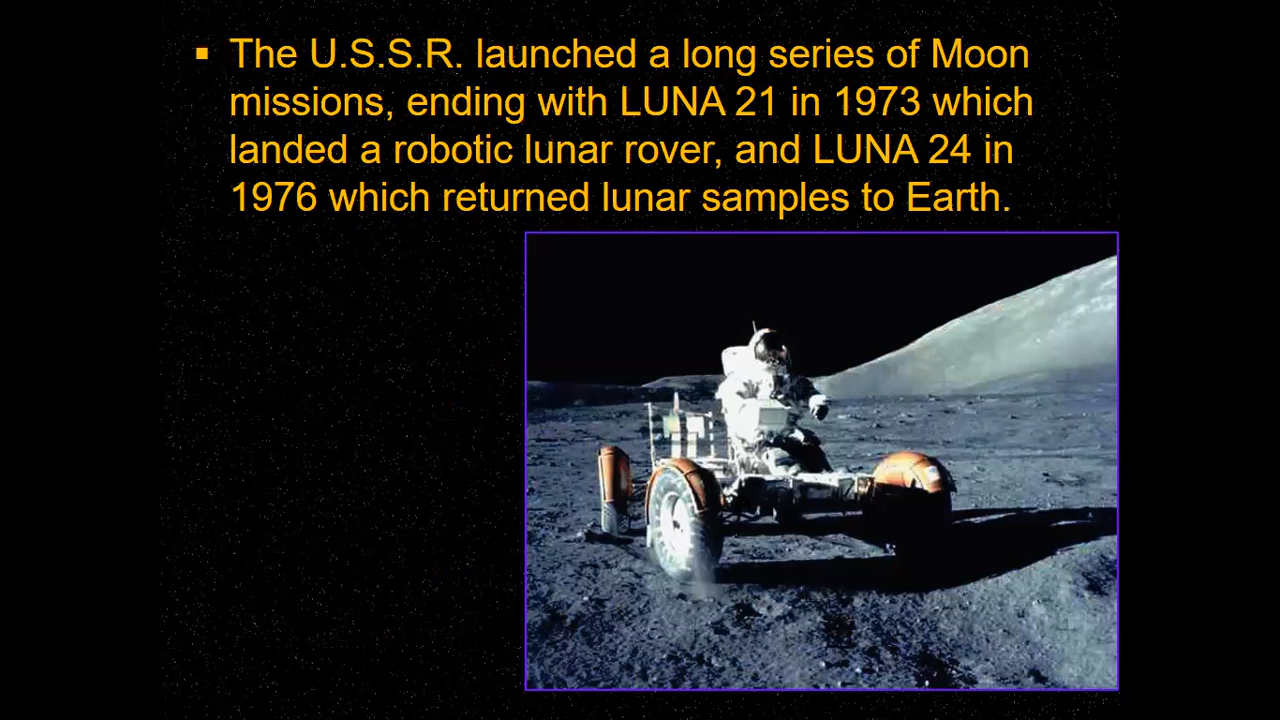 ▪ The U.S.S.R. launched a long series of Moon
missions, ending with LUNA 21 in 1973 which
landed a robotic lunar rover, and LUNA 24 in
1976 which returned lunar samples to Earth.